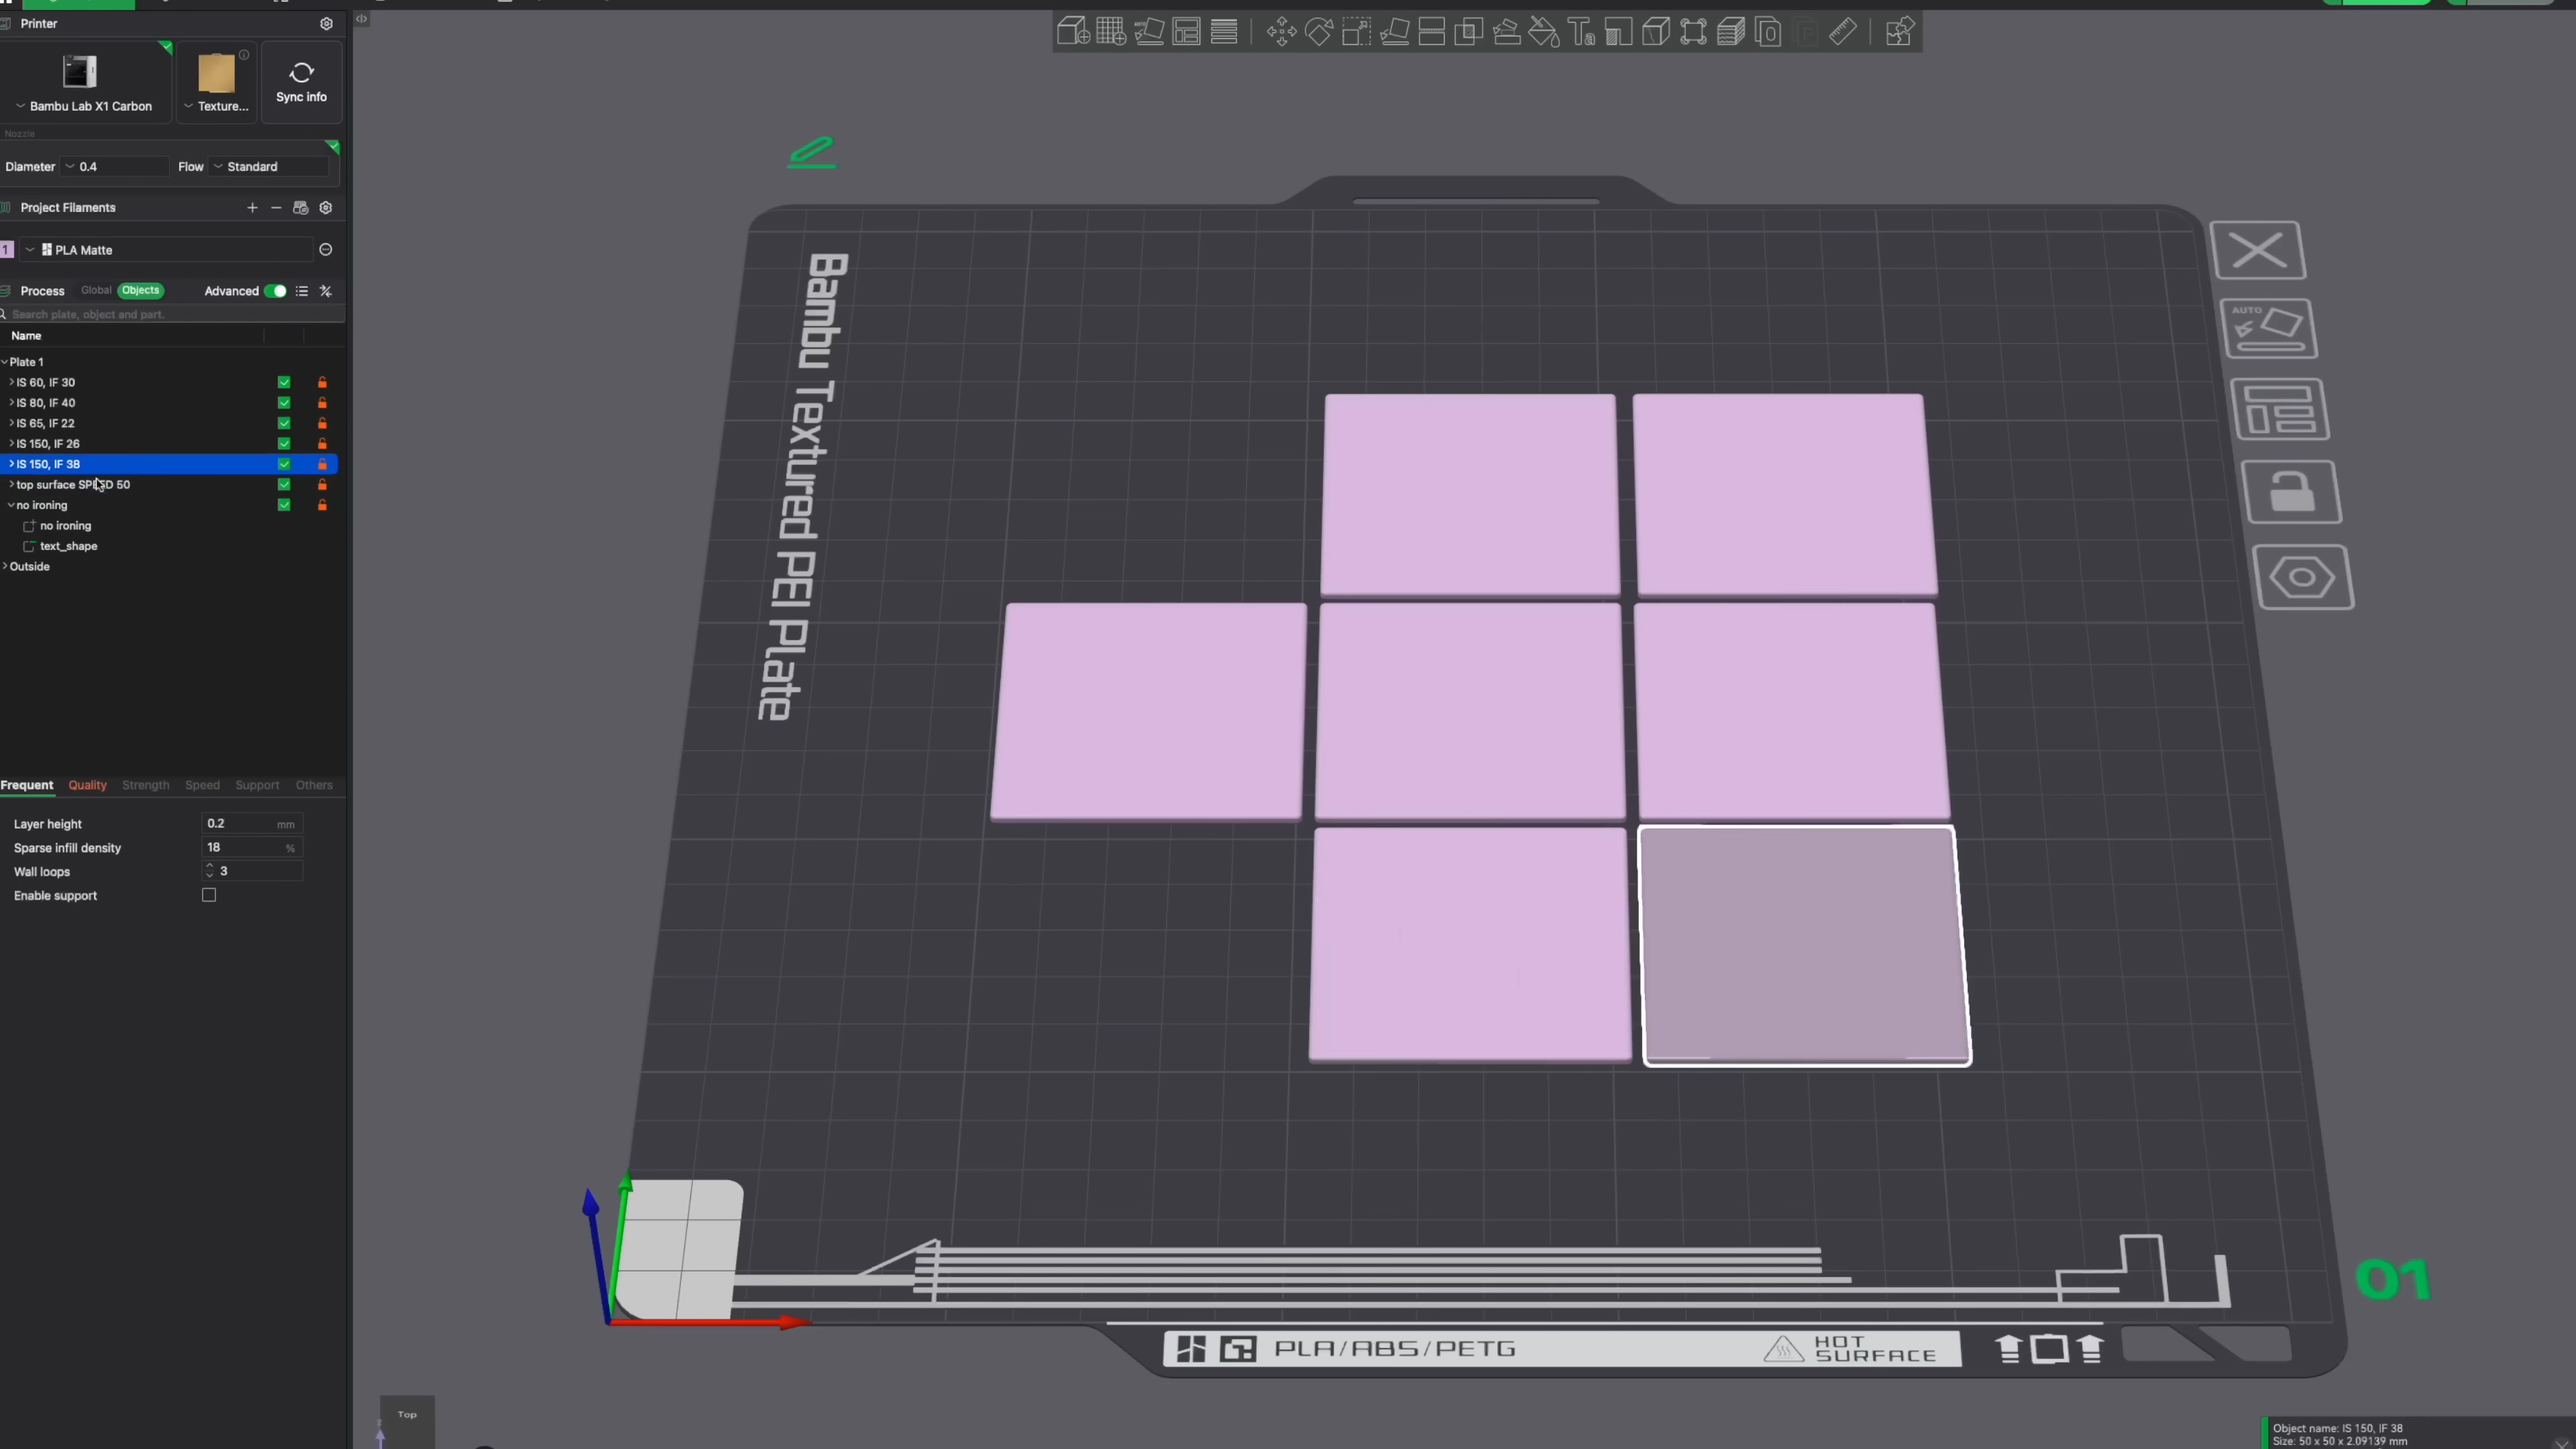 Printer
Bambu Lab X1 Carbon
Texture...
Sync info
Nozzle
Diameter
0.4
Flow
Standard
Project Filaments
1
PLA Matte
Process
Global
Objects
Advanced
Search plate, object and part.
Name
Plate 1
IS 60, IF 30
IS 80, IF 40
IS 65, IF 22
IS 150, IF 26
IS 150, IF 38
top surface SPEED 50
no ironing
no ironing
text_shape
Outside
Frequent
Quality
Strength
Speed
Support
Others
Layer height
0.2 mm
Sparse infill density
18 %
Wall loops
3
Enable support
AUTO
Bambu Textured PEI Plate
AUTO
01
PLA/ABS/PETG
HOT
SURFACE
Top
Object name: IS 150, IF 38
Size: 50 x 50 x 2.09139 mm